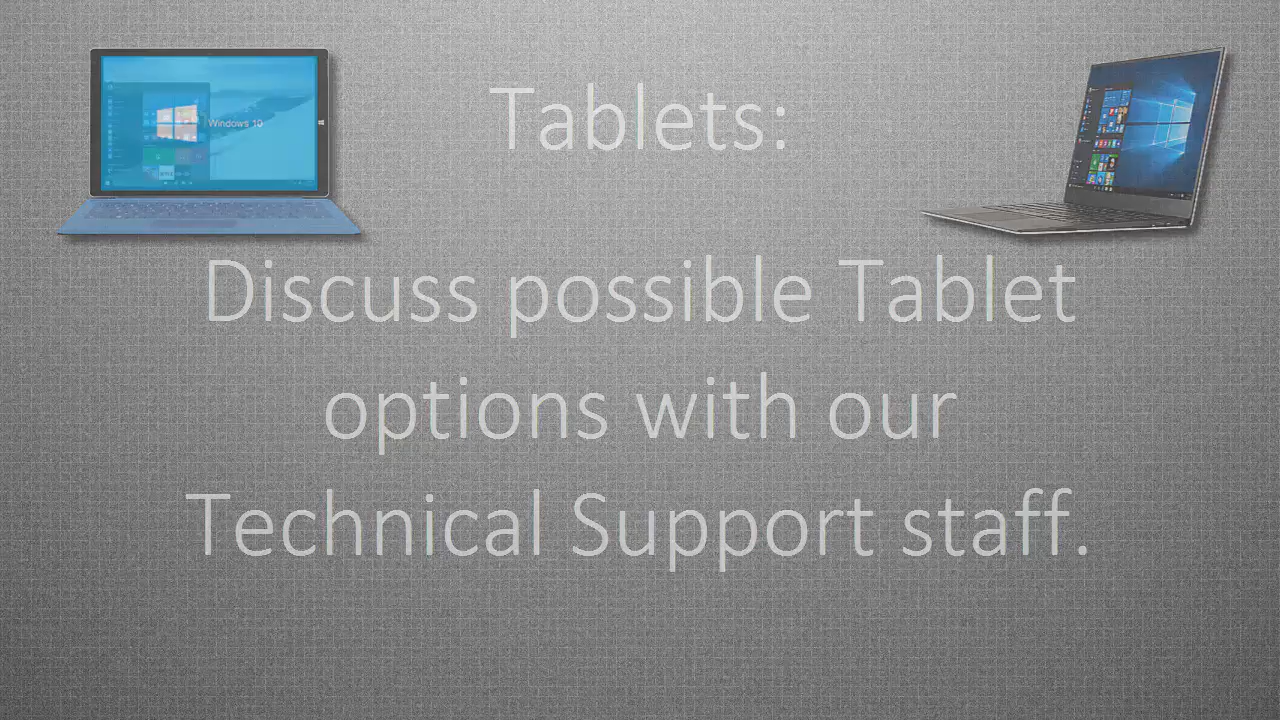 Tablets:
Windows 10
Discuss possible Tablet
options with our
Technical Support staff.